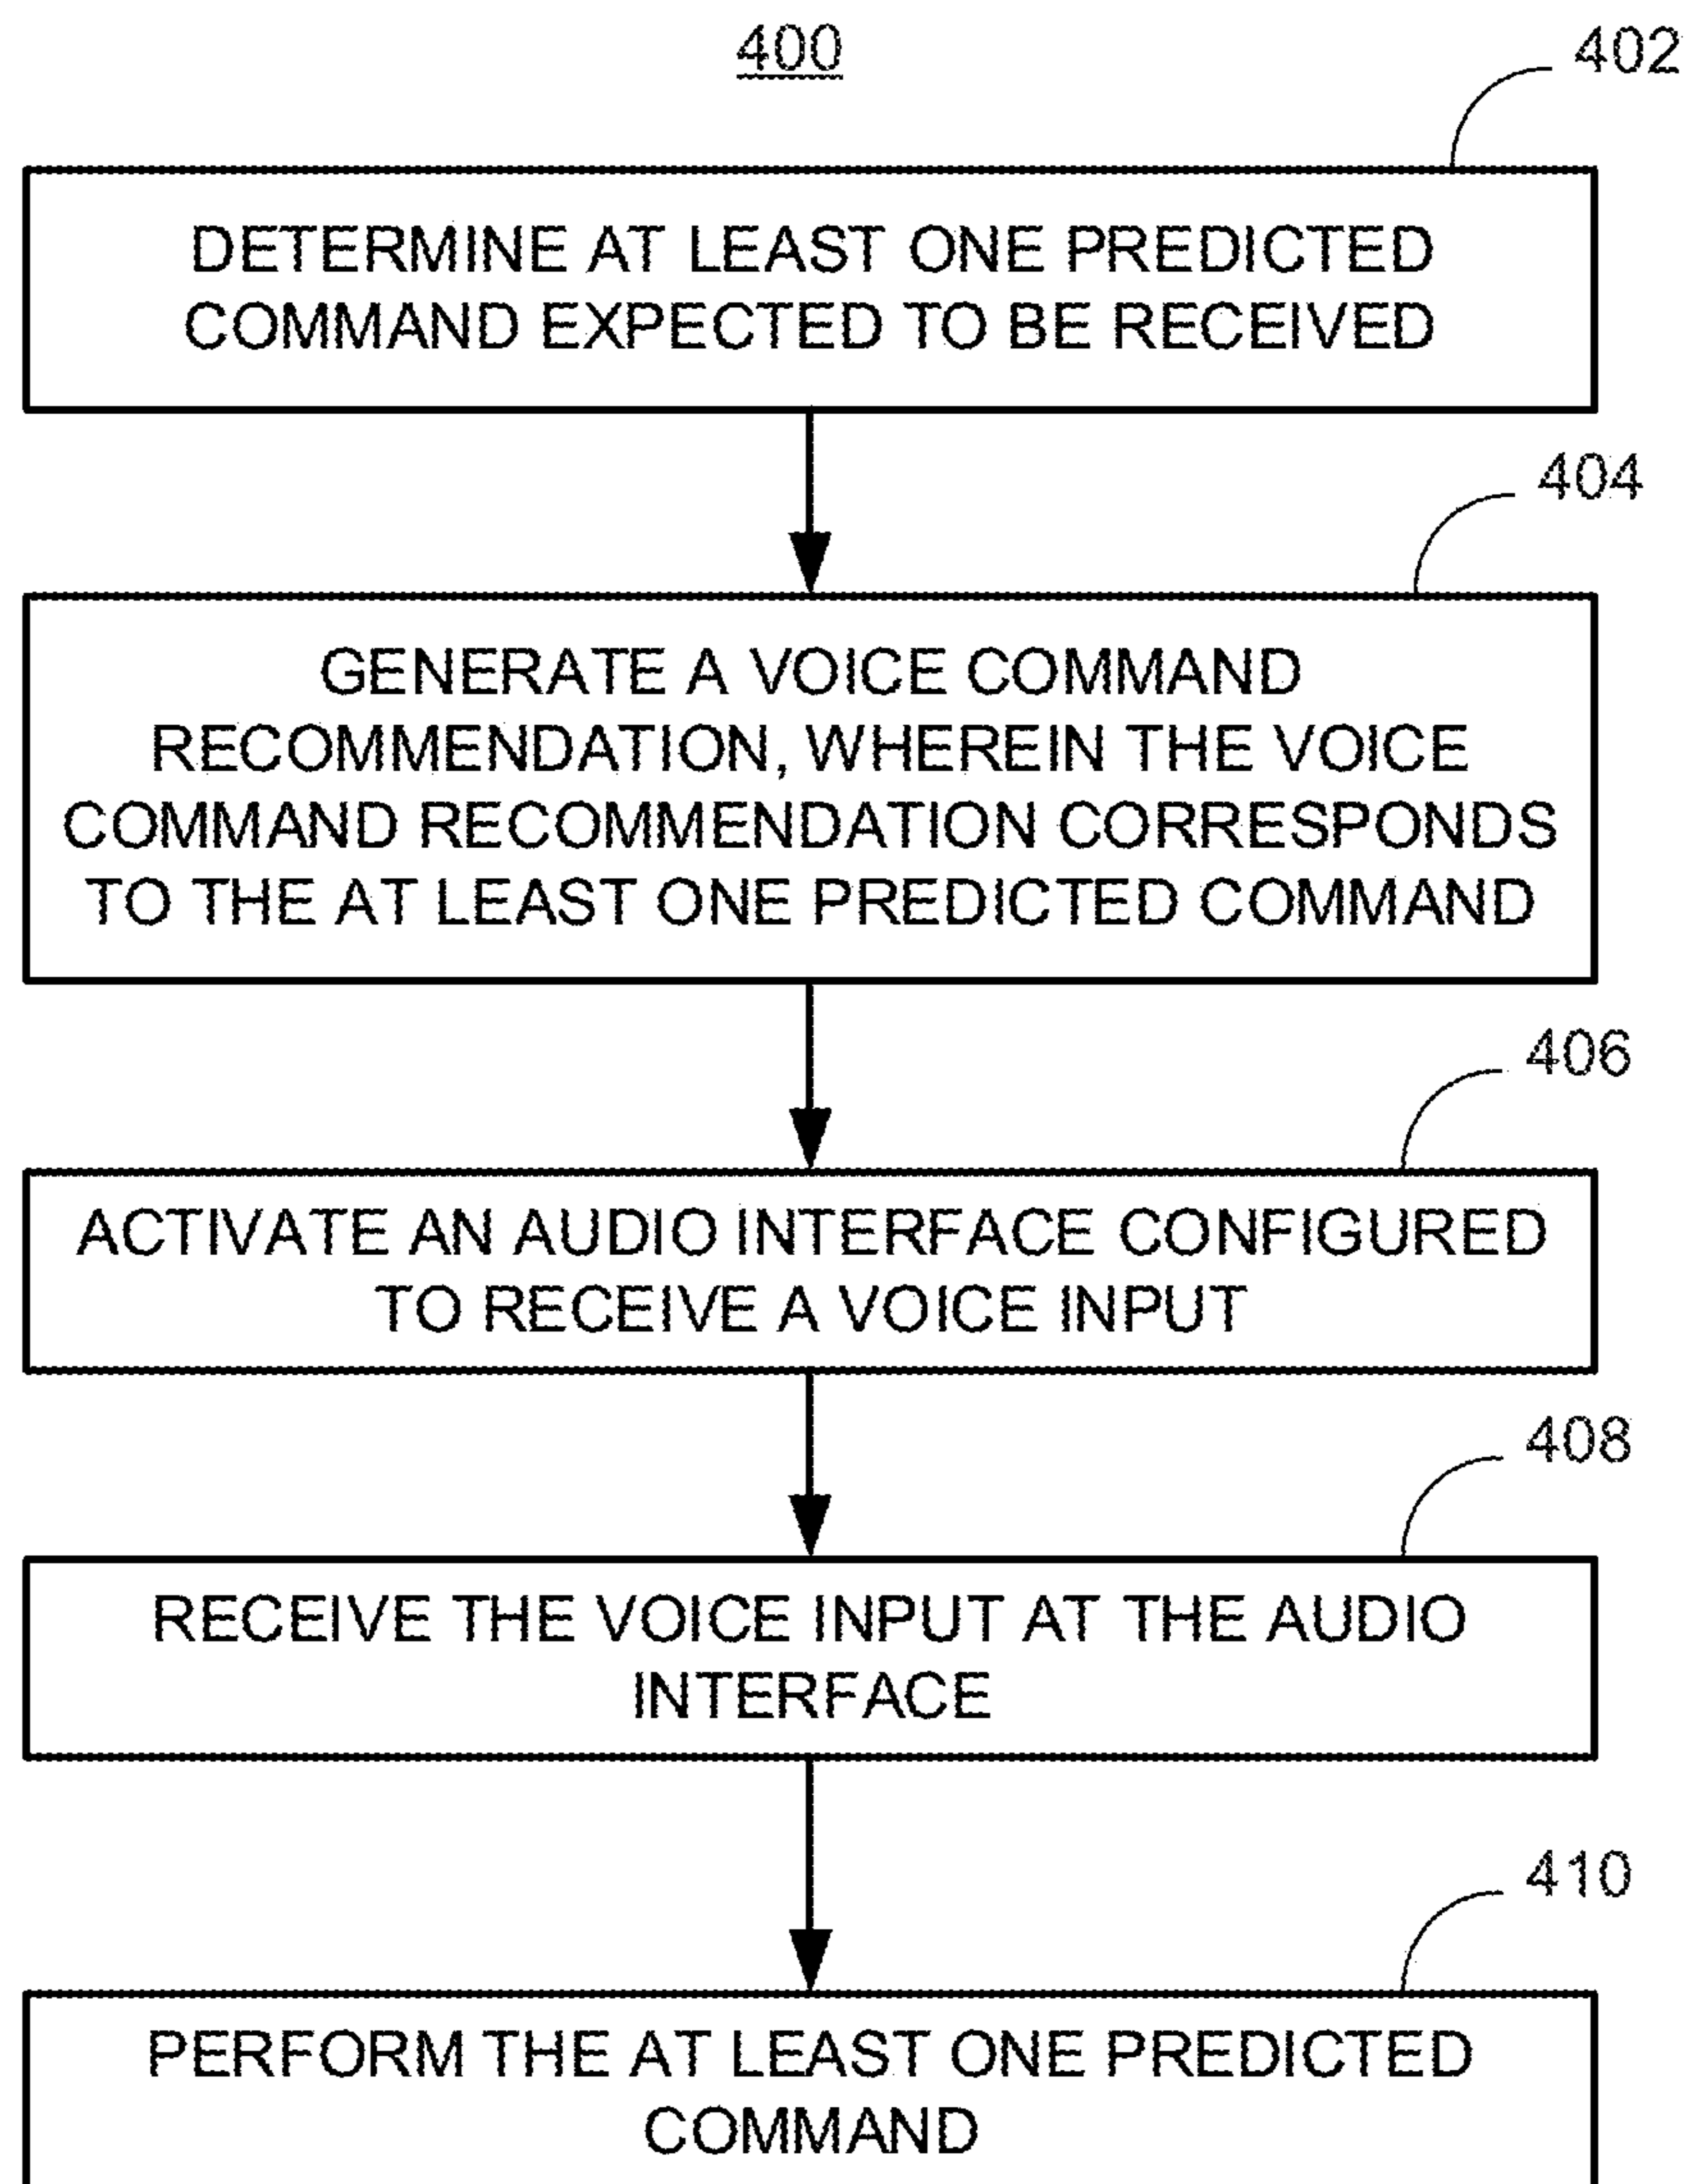 400
402
DETERMINE AT LEAST ONE PREDICTED
COMMAND EXPECTED TO BE RECEIVED
404
GENERATE A VOICE COMMAND
RECOMMENDATION, WHEREIN THE VOICE
COMMAND RECOMMENDATION CORRESPONDS
TO THE AT LEAST ONE PREDICTED COMMAND
406
ACTIVATE AN AUDIO INTERFACE CONFIGURED
TO RECEIVE A VOICE INPUT
408
RECEIVE THE VOICE INPUT AT THE AUDIO
INTERFACE
410
PERFORM THE AT LEAST ONE PREDICTED
COMMAND